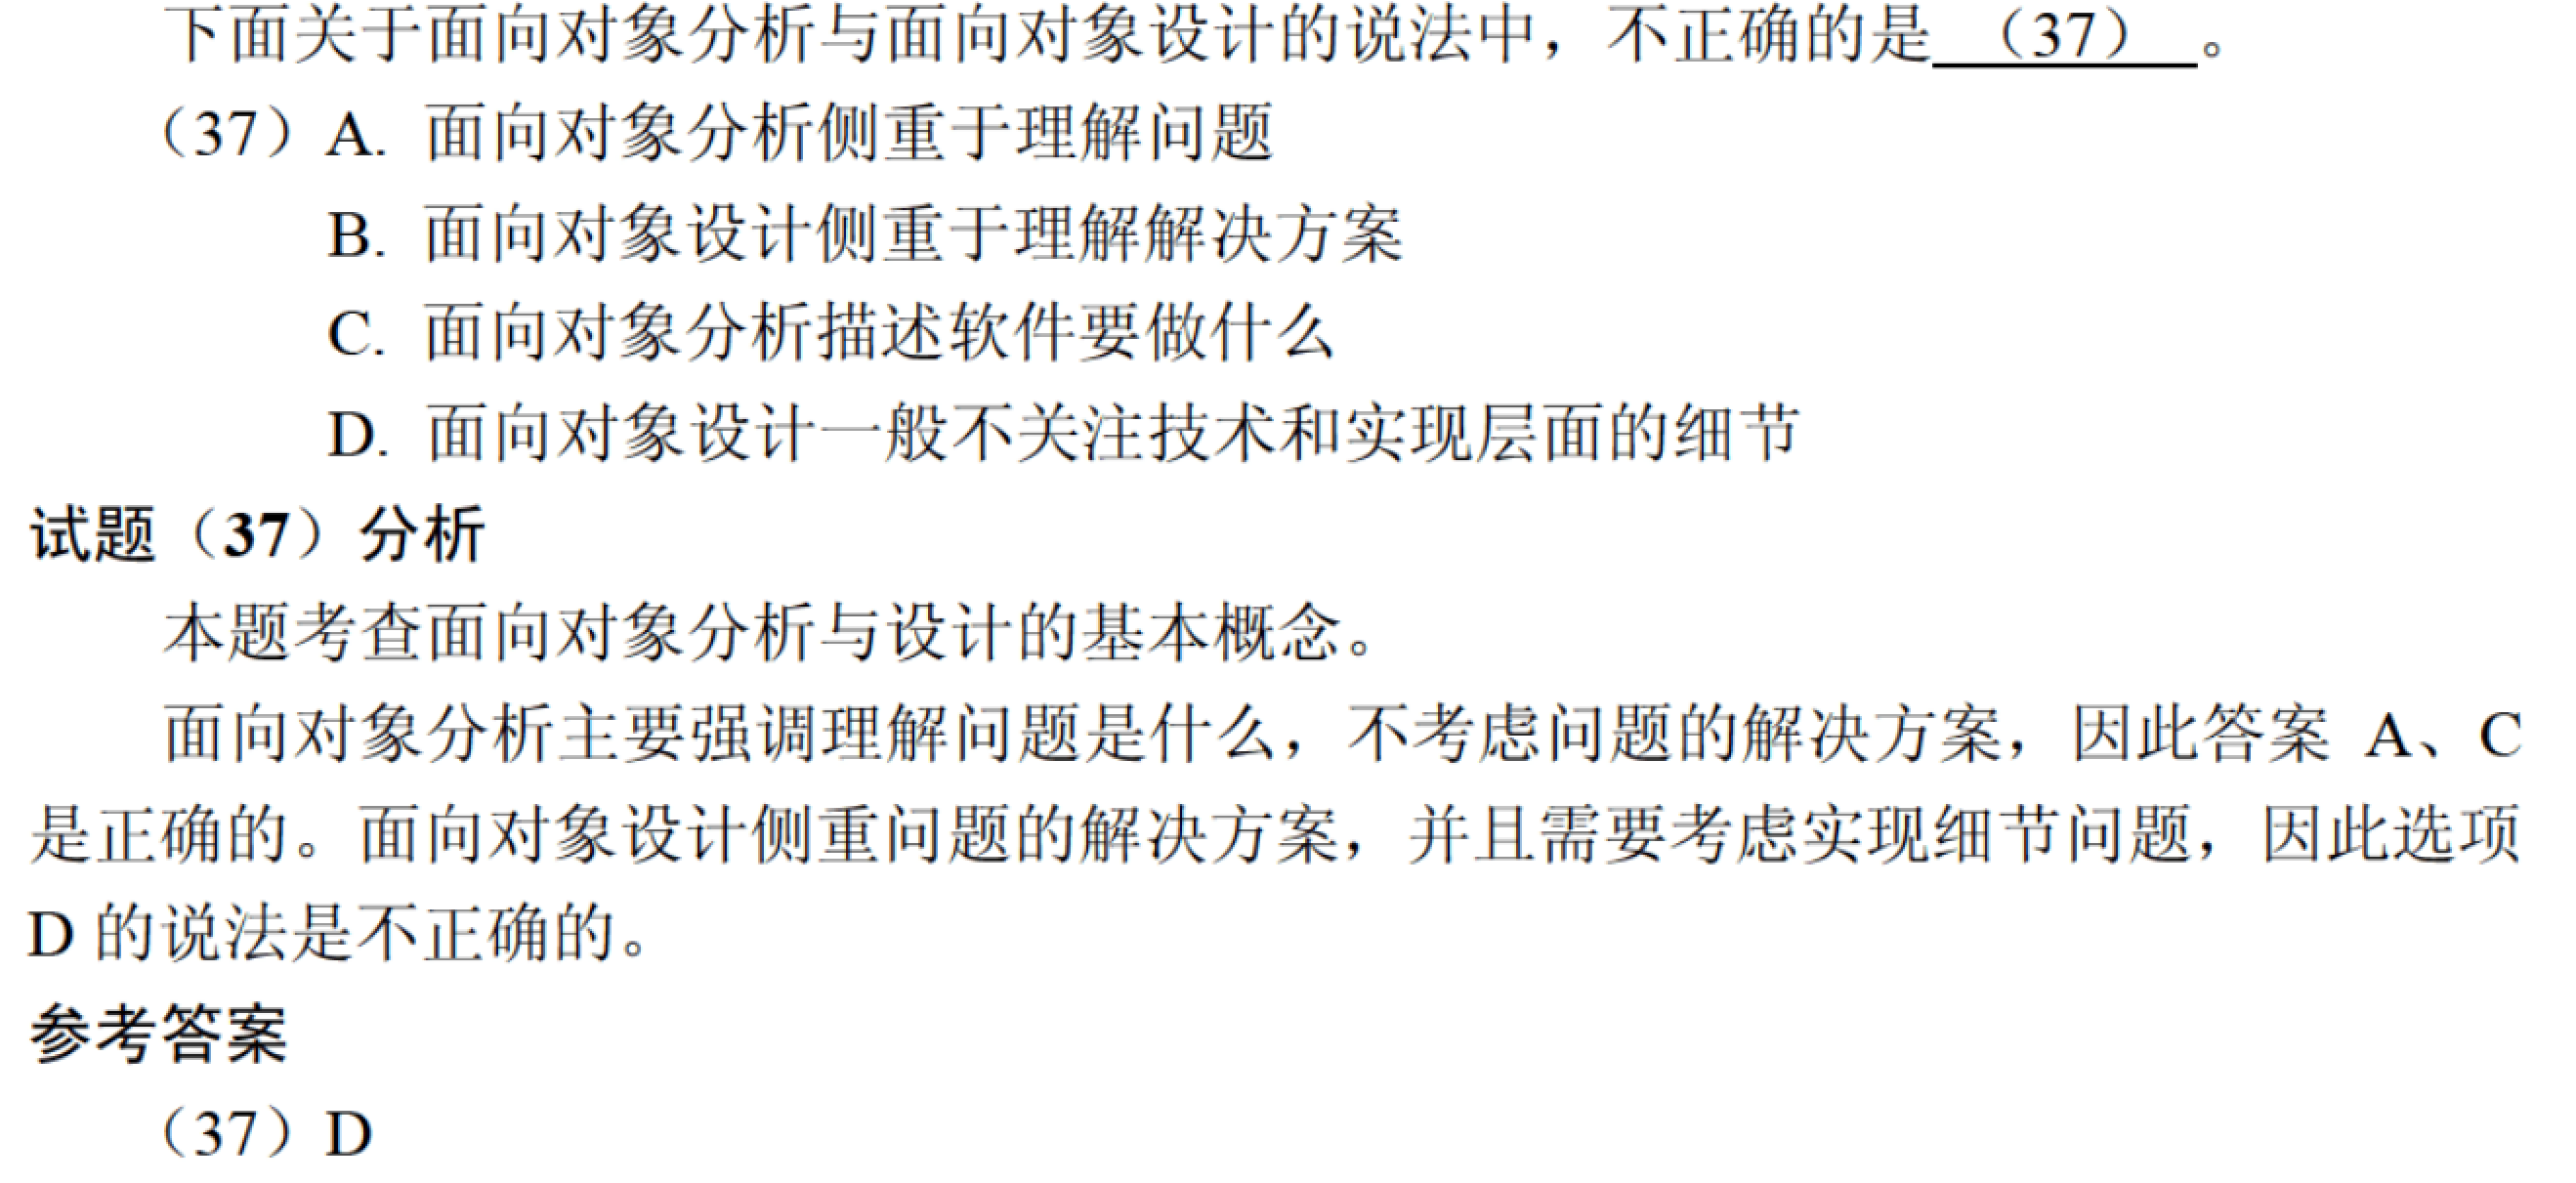 下面关于面向对象分析与面向对象设计的说法中，不正确的是 （37） 。
（37）A. 面向对象分析侧重于理解问题
B. 面向对象设计侧重于理解解决方案
C. 面向对象分析描述软件要做什么
D. 面向对象设计一般不关注技术和实现层面的细节
试题（37）分析
本题考查面向对象分析与设计的基本概念。
面向对象分析主要强调理解问题是什么，不考虑问题的解决方案，因此答案 A、C
是正确的。面向对象设计侧重问题的解决方案，并且需要考虑实现细节问题，因此选项
D 的说法是不正确的。
参考答案
（37）D